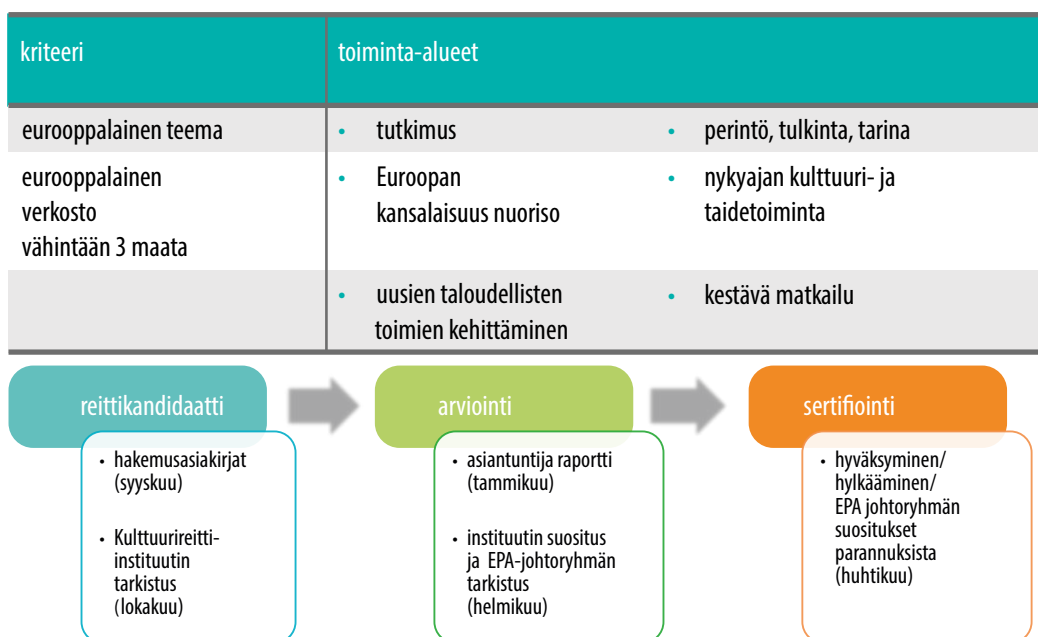 kriteeri
toiminta-alueet
eurooppalainen teema
• tutkimus
• perintö, tulkinta, tarina
eurooppalainen
verkosto
vähintään 3 maata
• Euroopan
kansalaisuus nuoriso
• nykyajan kulttuuri- ja
taidetoiminta
• uusien taloudellisten
toimien kehittäminen
• kestävä matkailu
reittikandidaatti
• hakemusasiakirjat
(syyskuu)
• Kulttuurireitti-
instituutin
tarkistus
(lokakuu)
arviointi
• asiantuntija raportti
(tammikuu)
• instituutin suositus
ja EPA-johtoryhmän
tarkistus
(helmikuu)
sertifiointi
• hyväksyminen/
hylkääminen/
EPA johtoryhmän
suositukset
parannuksista
(huhtikuu)